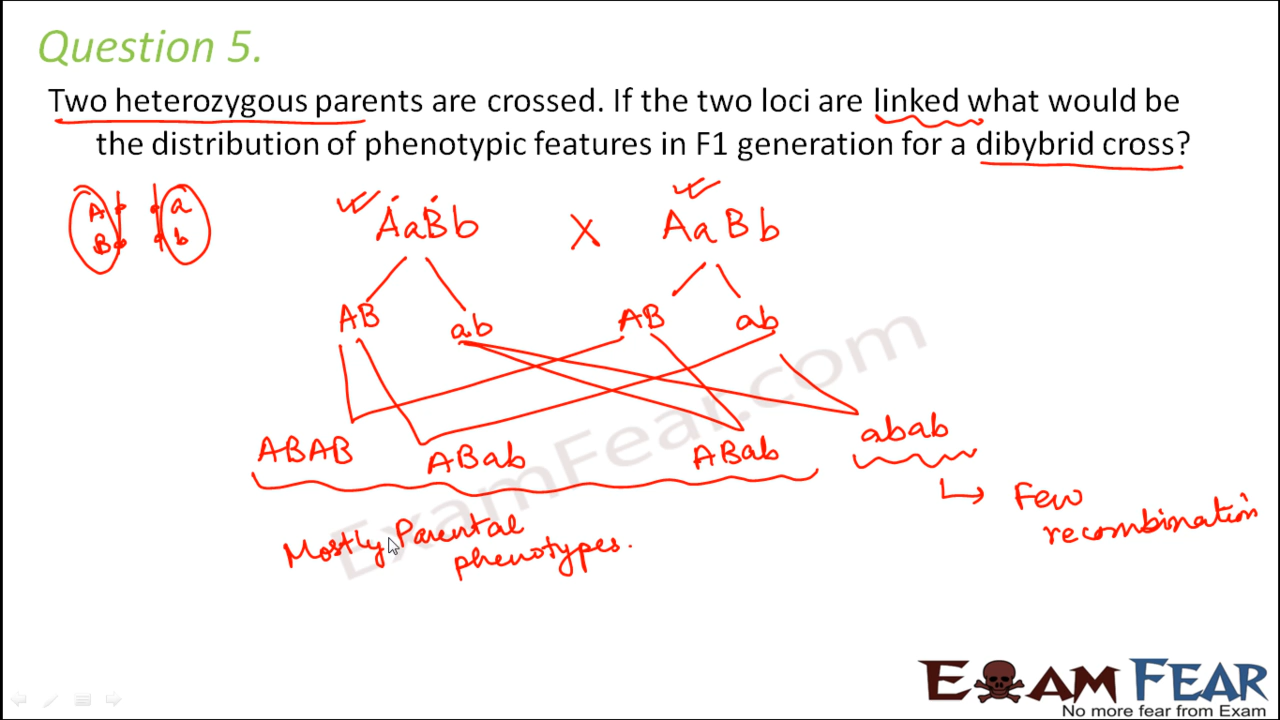 Question 5.
Two heterozygous parents are crossed. If the two loci are linked what would be
the distribution of phenotypic features in F1 generation for a dibybrid cross?
A a
B b
AaBb X AaBb
AB ab AB ab
ABAB ABab ABab abab
Mostly Parental
phenotypes.
Few
recombination
ExamFear.com
EXAM FEAR
No more fear from Exam